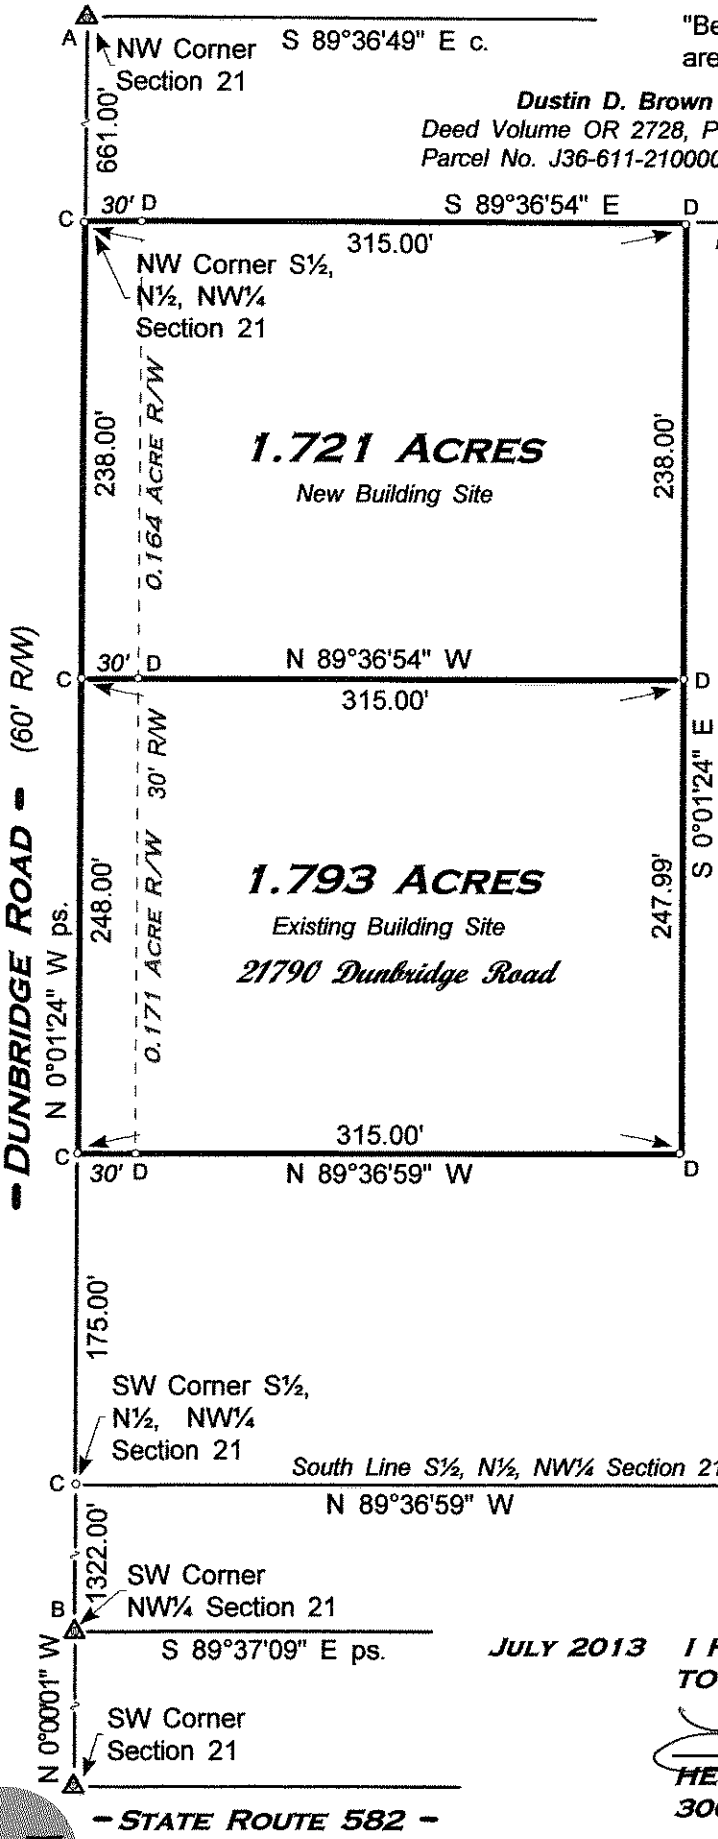 "Be
are
A
NW Corner
Section 21
S 89°36'49" E c.
661.00'
Dustin D. Brown
Deed Volume OR 2728, P
Parcel No. J36-611-210000
C
30' D
S 89°36'54" E
D
315.00'
NW Corner S½,
N½, NW¼
Section 21
238.00'
0.164 ACRE R/W
1.721 ACRES
New Building Site
238.00'
C
30' D
N 89°36'54" W
D
315.00'
- DUNBRIDGE ROAD - (60' R/W)
N 0°01'24" W ps.
248.00'
0.171 ACRE R/W 30' R/W
1.793 ACRES
Existing Building Site
21790 Dunbridge Road
247.99'
S 0°01'24" E
315.00'
C
30' D
N 89°36'59" W
D
175.00'
SW Corner S½,
N½, NW¼
Section 21
South Line S½, N½, NW¼ Section 21
C
N 89°36'59" W
1322.00'
SW Corner
NW¼ Section 21
B
S 89°37'09" E ps.
JULY 2013
I H
TO
N 0°00'01" W
SW Corner
Section 21
HE
300
- STATE ROUTE 582 -